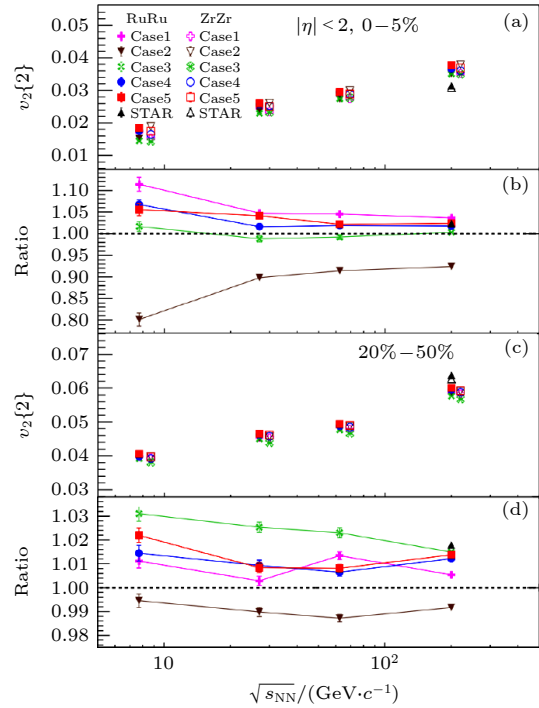 RuRu ZrZr
|η| < 2, 0−5% (a)
Case1 Case1
Case2 Case2
Case3 Case3
Case4 Case4
Case5 Case5
STAR STAR
0.05
0.04
0.03
0.02
0.01
v₂{2}
(b)
1.10
1.05
1.00
0.95
0.90
0.85
0.80
Ratio
20%−50% (c)
0.07
0.06
0.05
0.04
0.03
v₂{2}
(d)
1.03
1.02
1.01
1.00
0.99
0.98
Ratio
10 10²
√sNN/(GeV·c⁻¹)